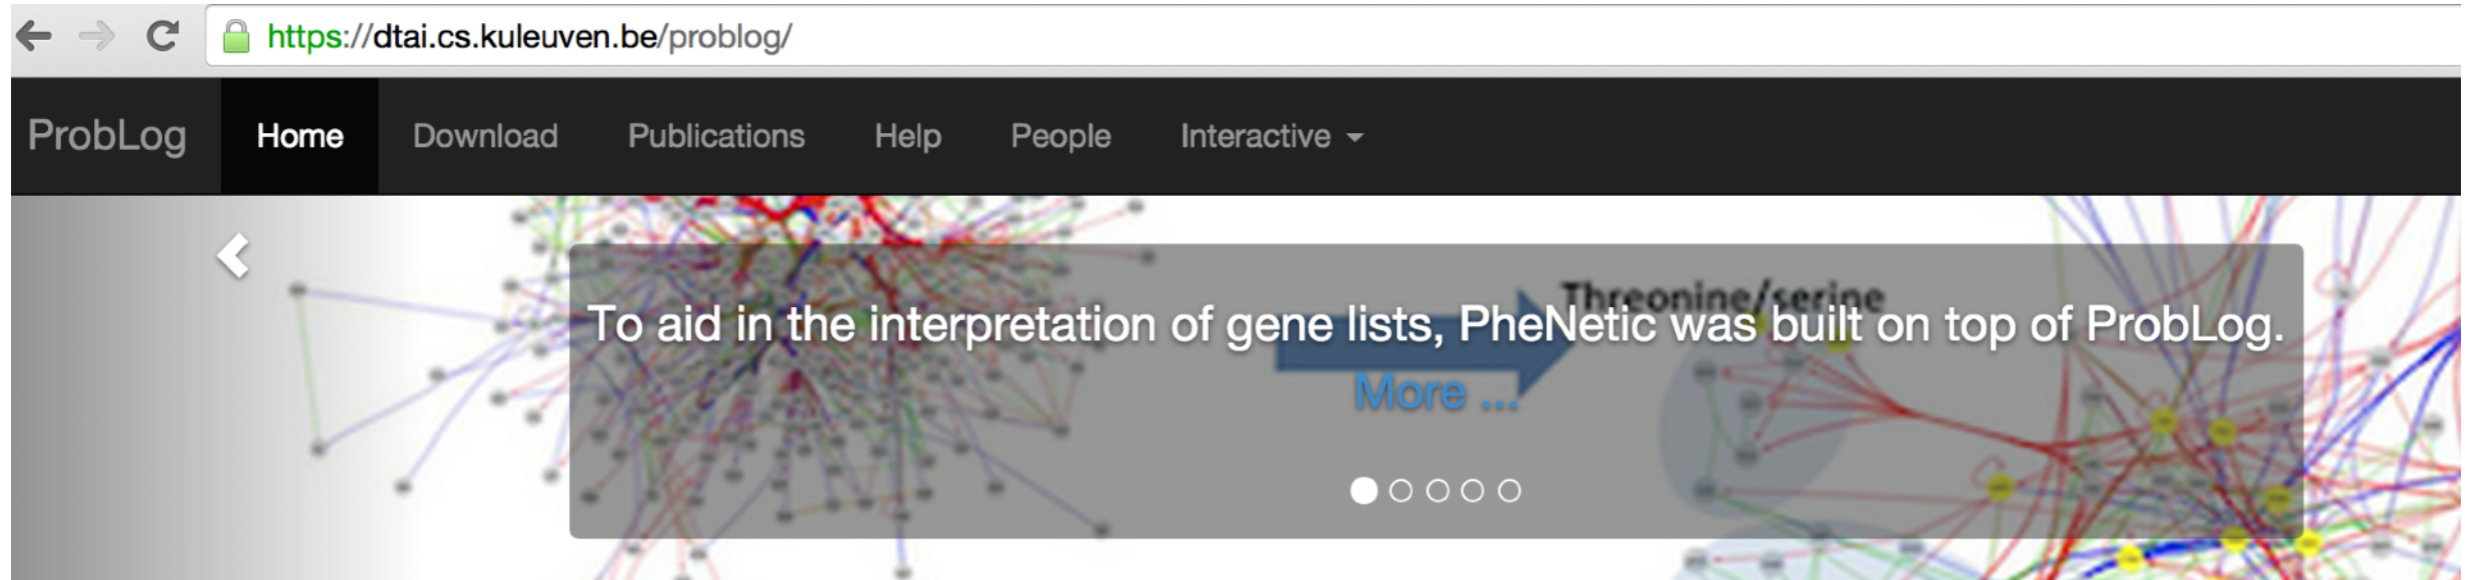 https://dtai.cs.kuleuven.be/problog/
ProbLog Home Download Publications Help People Interactive
Threonine/serine
To aid in the interpretation of gene lists, PheNetic was built on top of ProbLog.
More ...